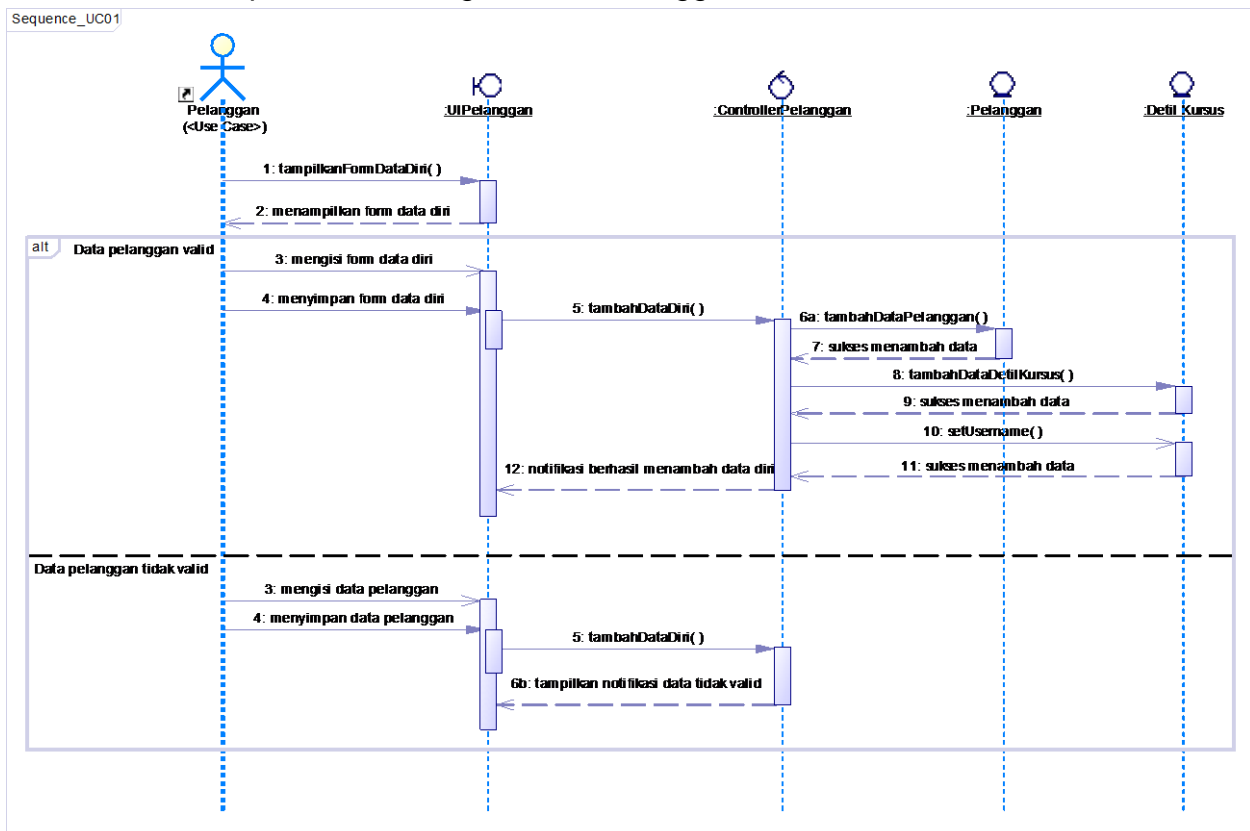 Sequence_UC01
Pelanggan
(<Use Case>)
:UIPelanggan
:ControllerPelanggan
:Pelanggan
:Detil Kursus
1: tampilkanFormDataDiri( )
2: menampilkan form data diri
alt
Data pelanggan valid
3: mengisi form data diri
4: menyimpan form data diri
5: tambahDataDiri( )
6a: tambahDataPelanggan( )
7: sukses menambah data
8: tambahDataDetilKursus( )
9: sukses menambah data
10: setUsername( )
11: sukses menambah data
12: notifikasi berhasil menambah data diri
Data pelanggan tidak valid
3: mengisi data pelanggan
4: menyimpan data pelanggan
5: tambahDataDiri( )
6b: tampilkan notifikasi data tidak valid